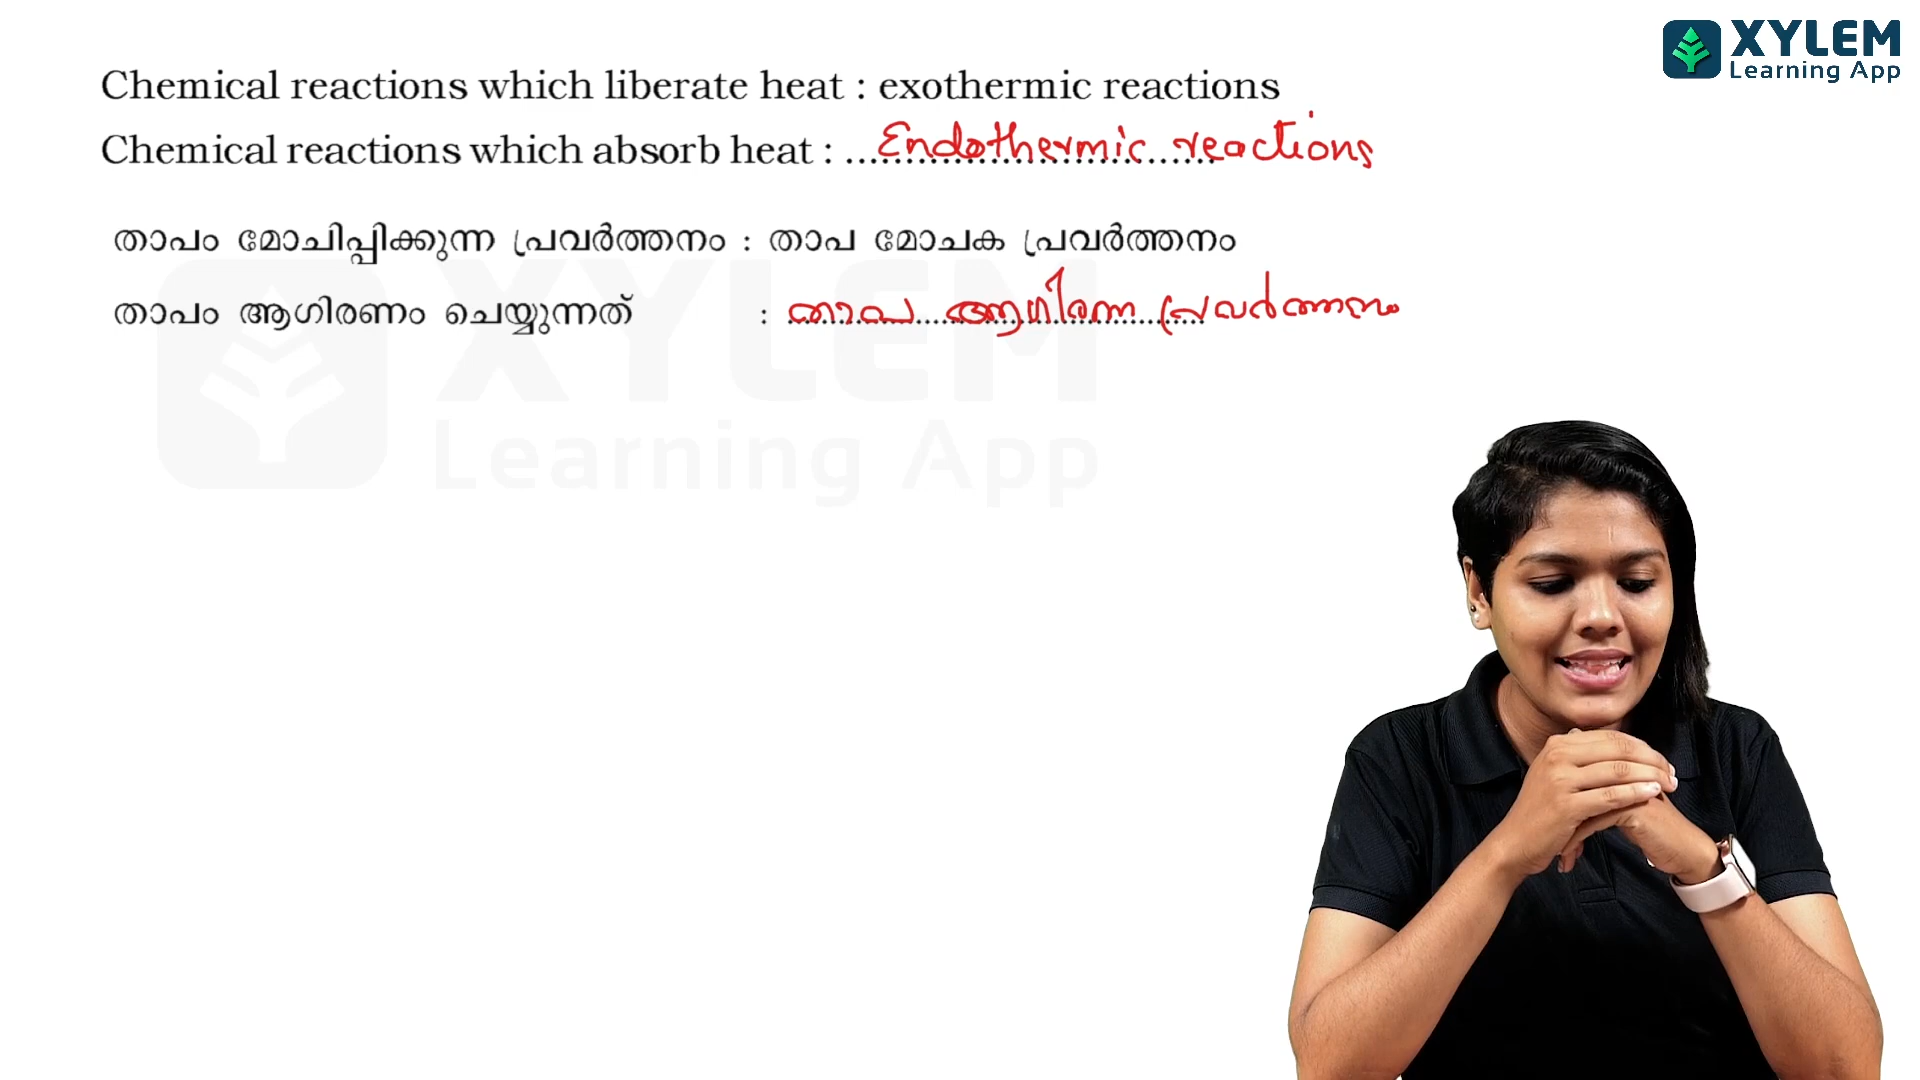 XYLEM
Learning App
Chemical reactions which liberate heat : exothermic reactions
Chemical reactions which absorb heat : Endothermic reactions
താപം മോചിപ്പിക്കുന്ന പ്രവർത്തനം : താപ മോചക പ്രവർത്തനം
താപം ആഗിരണം ചെയ്യുന്നത് : താപ ആഗിരണ പ്രവർത്തനം
XYLEM
Learning App